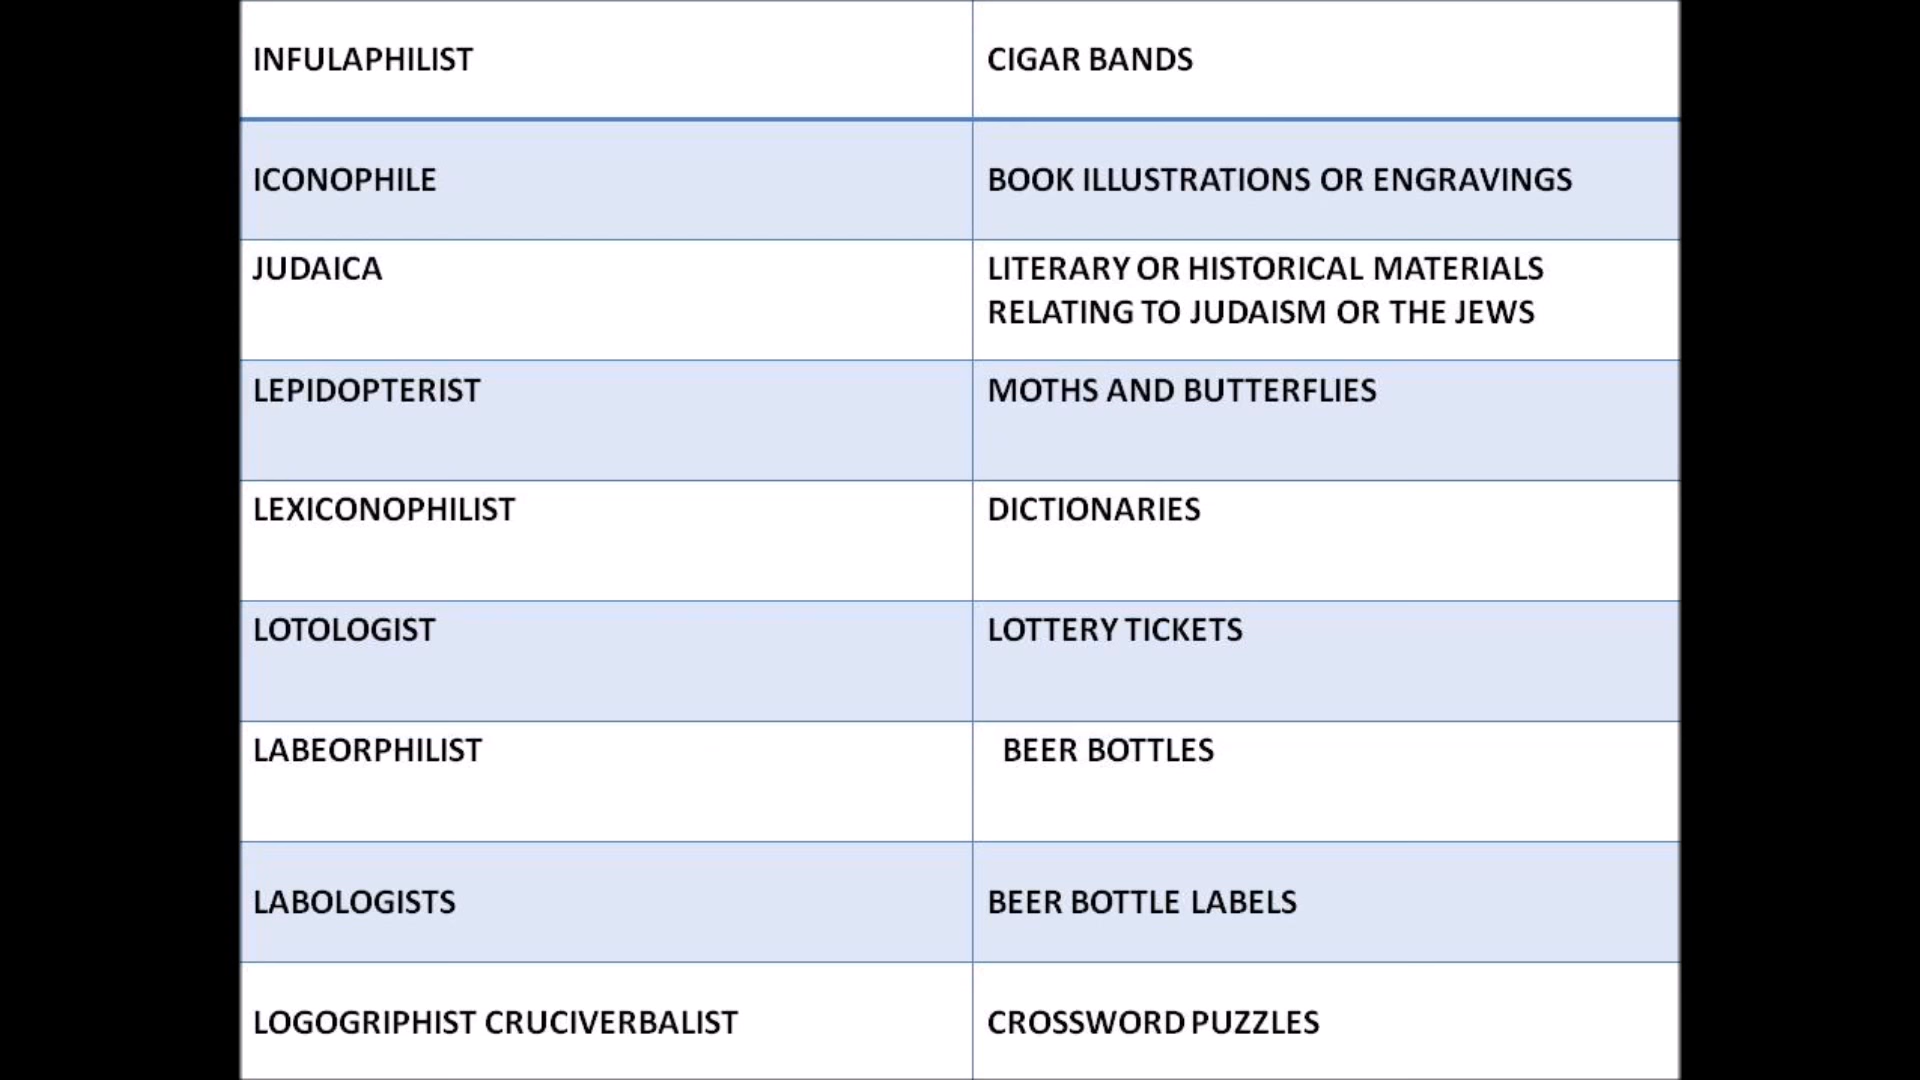 INFULAPHILIST
CIGAR BANDS
ICONOPHILE
BOOK ILLUSTRATIONS OR ENGRAVINGS
JUDAICA
LITERARY OR HISTORICAL MATERIALS
RELATING TO JUDAISM OR THE JEWS
LEPIDOPTERIST
MOTHS AND BUTTERFLIES
LEXICONOPHILIST
DICTIONARIES
LOTOLOGIST
LOTTERY TICKETS
LABEORPHILIST
BEER BOTTLES
LABOLOGISTS
BEER BOTTLE LABELS
LOGOGRIPHIST CRUCIVERBALIST
CROSSWORD PUZZLES